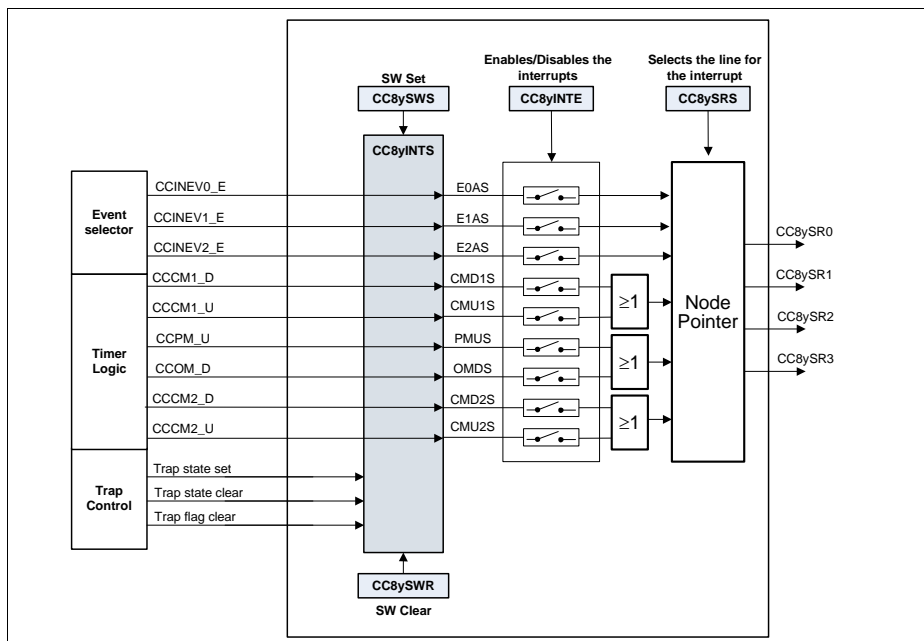 Enables/Disables the
interrupts
Selects the line for
the interrupt
SW Set
CC8ySWS
CC8yINTE
CC8ySRS
CC8yINTS
Event
selector
CCINEV0_E
E0AS
CCINEV1_E
E1AS
CCINEV2_E
E2AS
Timer
Logic
CCCM1_D
CMD1S
CCCM1_U
CMU1S
≥1
CCPM_U
PMUS
CCOM_D
OMDS
≥1
CCCM2_D
CMD2S
CCCM2_U
CMU2S
≥1
Node
Pointer
CC8ySR0
CC8ySR1
CC8ySR2
CC8ySR3
Trap
Control
Trap state set
Trap state clear
Trap flag clear
CC8ySWR
SW Clear